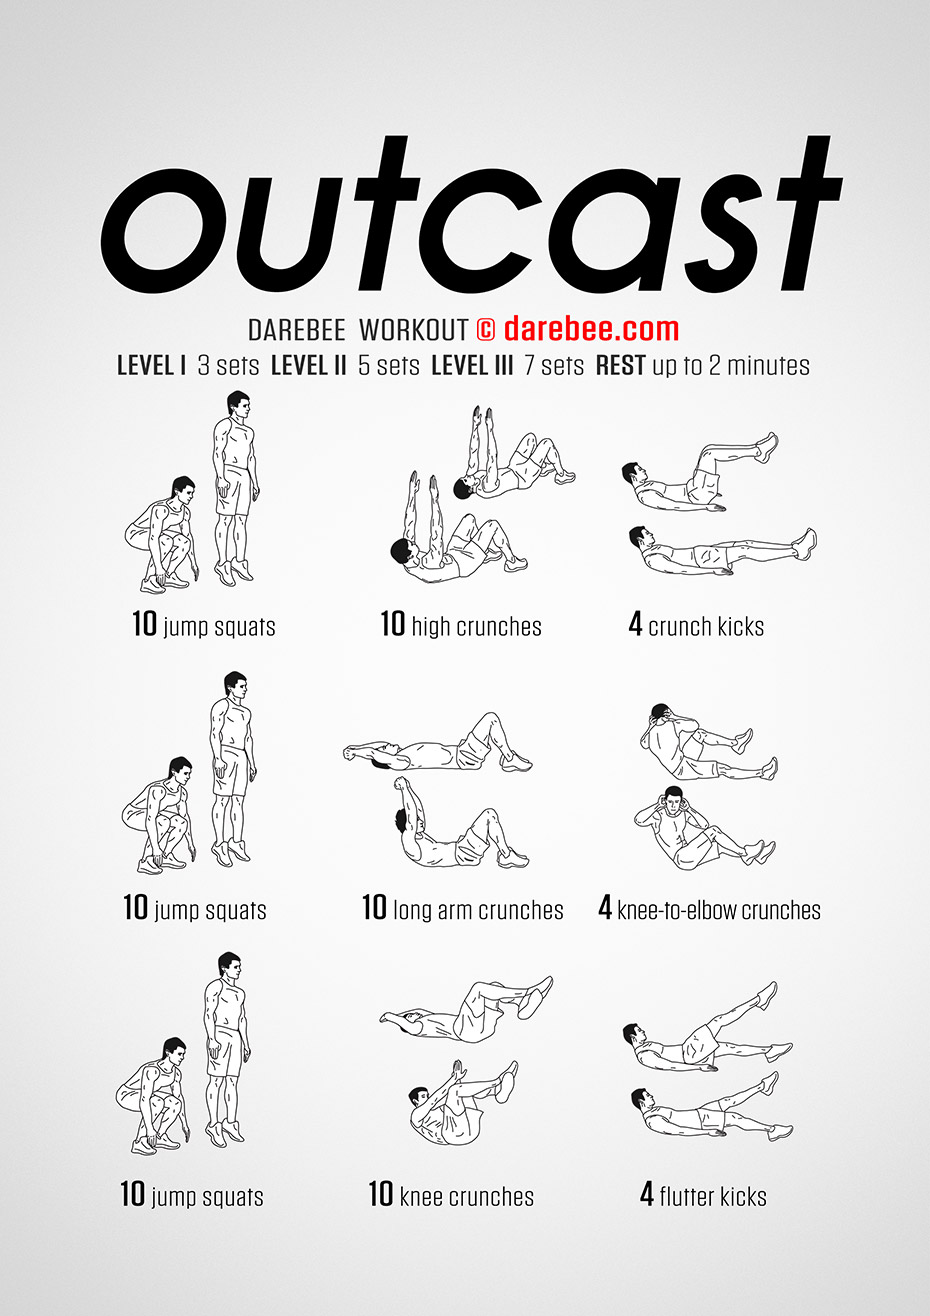 outcast
DAREBEE WORKOUT © darebee.com
LEVEL I 3 sets LEVEL II 5 sets LEVEL III 7 sets REST up to 2 minutes
10 jump squats
10 high crunches
4 crunch kicks
10 jump squats
10 long arm crunches
4 knee-to-elbow crunches
10 jump squats
10 knee crunches
4 flutter kicks